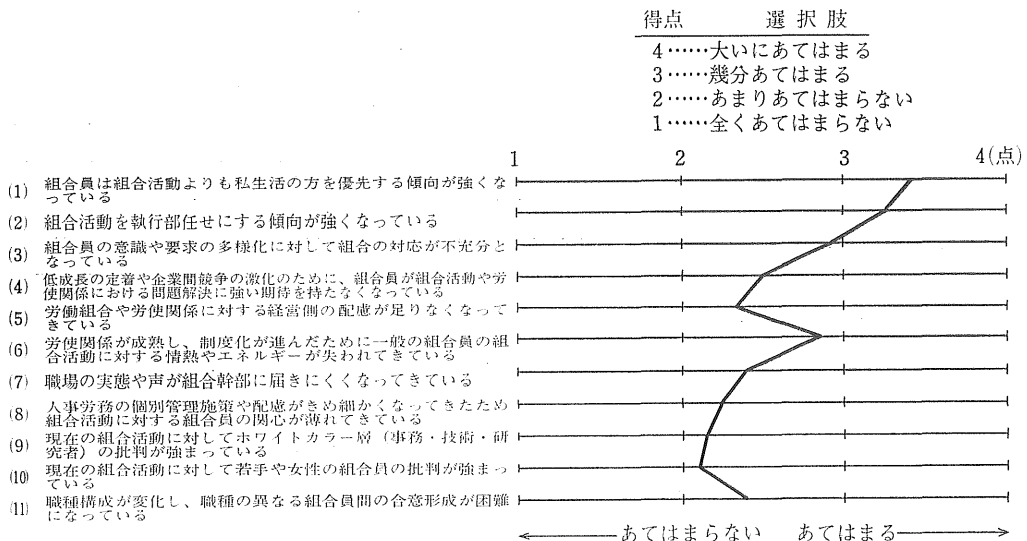 得点 選択肢
4……大いにあてはまる
3……幾分あてはまる
2……あまりあてはまらない
1……全くあてはまらない
1 2 3 4(点)
(1) 組合員は組合活動よりも私生活の方を優先する傾向が強くな
っている
(2) 組合活動を執行部任せにする傾向が強くなっている
(3) 組合員の意識や要求の多様化に対して組合の対応が不充分と
なっている
(4) 低成長の定着や企業間競争の激化のために、組合員が組合活動や労
使関係における問題解決に強い期待を持たなくなっている
(5) 労働組合や労使関係に対する経営側の配慮が足りなくなって
きている
(6) 労使関係が成熟し、制度化が進んだために一般の組合員の組
合活動に対する情熱やエネルギーが失われてきている
(7) 職場の実態や声が組合幹部に届きにくくなってきている
(8) 人事労務の個別管理施策や配慮がきめ細かくなってきたため
組合活動に対する組合員の関心が薄れてきている
(9) 現在の組合活動に対してホワイトカラー層(事務・技術・研
究者)の批判が強まっている
(10) 現在の組合活動に対して若手や女性の組合員の批判が強まっ
ている
(11) 職種構成が変化し、職種の異なる組合員間の合意形成が困難
になっている
あてはまらない あてはまる